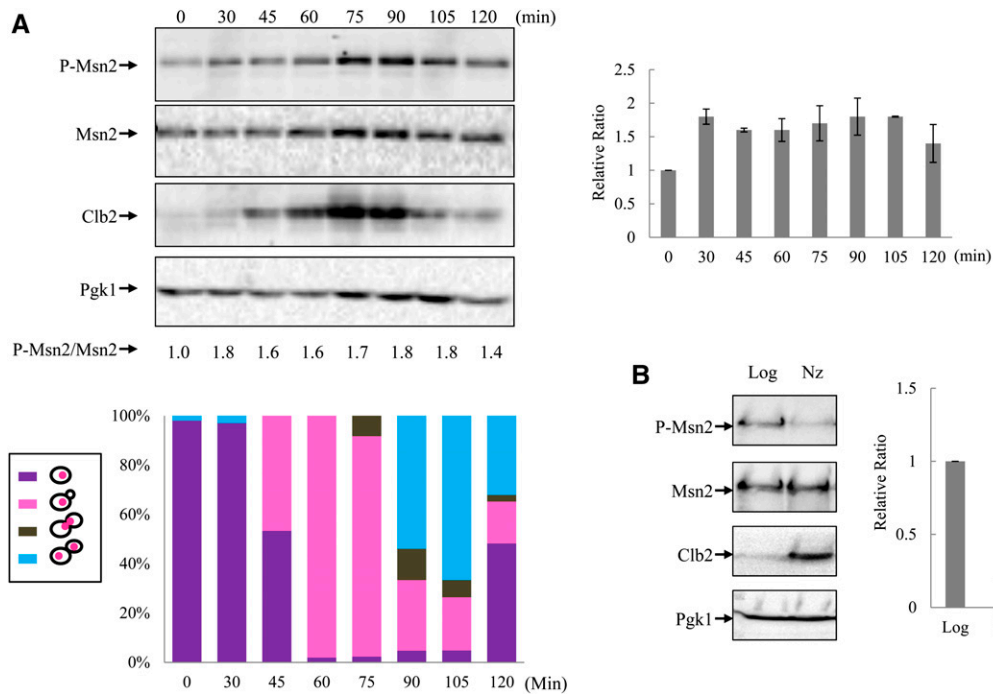 A
0 30 45 60 75 90 105 120 (min)
P-Msn2
Msn2
Clb2
Pgk1
P-Msn2/Msn2 1.0 1.8 1.6 1.6 1.7 1.8 1.8 1.4
Relative Ratio
2.5
2
1.5
1
0.5
0
0 30 45 60 75 90 105 120 (min)
100%
80%
60%
40%
20%
0%
0 30 45 60 75 90 105 120 (Min)
B
Log Nz
P-Msn2
Msn2
Clb2
Pgk1
Relative Ratio
1.5
1
0.5
0
Log